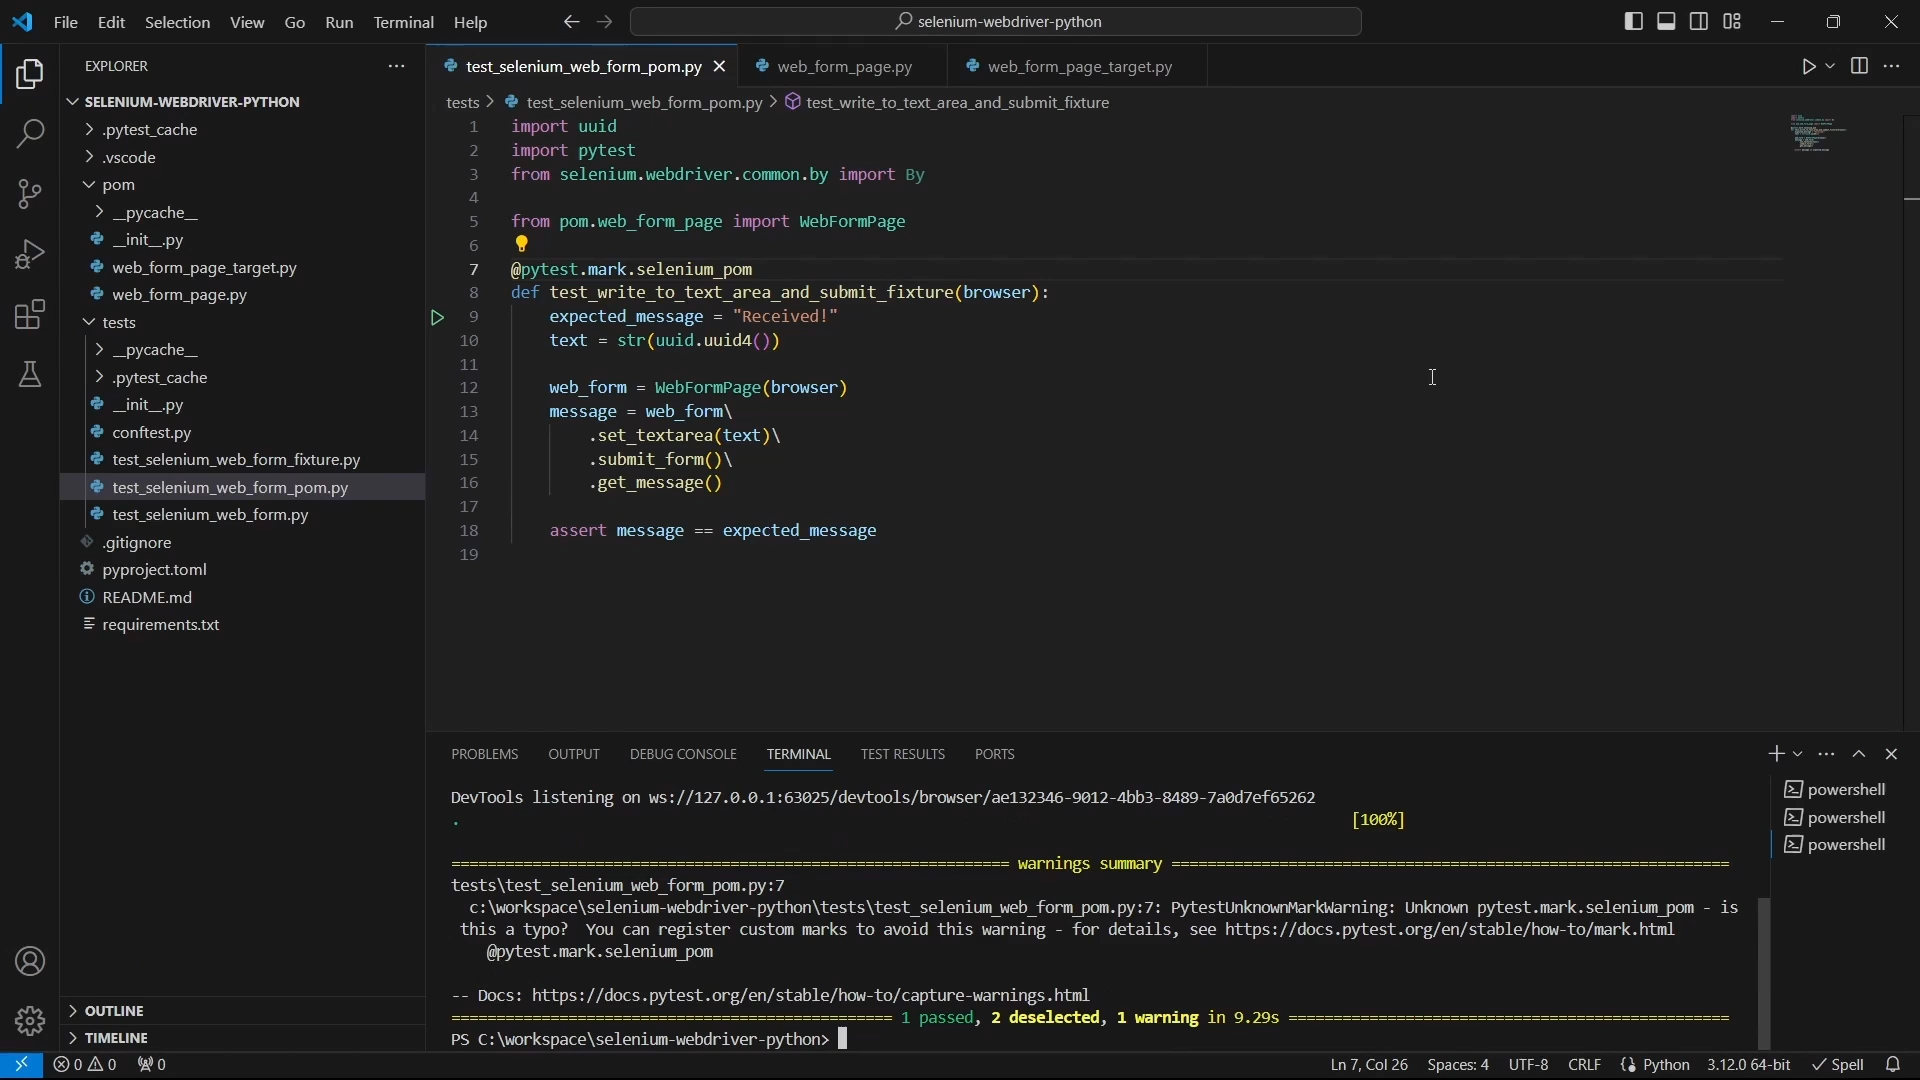 File Edit Selection View Go Run Terminal Help
selenium-webdriver-python
EXPLORER
SELENIUM-WEBDRIVER-PYTHON
.pytest_cache
.vscode
pom
__pycache__
__init__.py
web_form_page_target.py
web_form_page.py
tests
__pycache__
.pytest_cache
__init__.py
conftest.py
test_selenium_web_form_fixture.py
test_selenium_web_form_pom.py
test_selenium_web_form.py
.gitignore
pyproject.toml
README.md
requirements.txt
OUTLINE
TIMELINE
test_selenium_web_form_pom.py web_form_page.py web_form_page_target.py
tests > test_selenium_web_form_pom.py > test_write_to_text_area_and_submit_fixture
1 import uuid
2 import pytest
3 from selenium.webdriver.common.by import By
4
5 from pom.web_form_page import WebFormPage
6
7 @pytest.mark.selenium_pom
8 def test_write_to_text_area_and_submit_fixture(browser):
9 expected_message = "Received!"
10 text = str(uuid.uuid4())
11
12 web_form = WebFormPage(browser)
13 message = web_form\
14 .set_textarea(text)\
15 .submit_form()\
16 .get_message()
17
18 assert message == expected_message
19
PROBLEMS OUTPUT DEBUG CONSOLE TERMINAL TEST RESULTS PORTS
DevTools listening on ws://127.0.0.1:63025/devtools/browser/ae132346-9012-4bb3-8489-7a0d7ef65262
. [100%]
============================================================== warnings summary ==============================================================
tests\test_selenium_web_form_pom.py:7
c:\workspace\selenium-webdriver-python\tests\test_selenium_web_form_pom.py:7: PytestUnknownMarkWarning: Unknown pytest.mark.selenium_pom - is
this a typo? You can register custom marks to avoid this warning - for details, see https://docs.pytest.org/en/stable/how-to/mark.html
@pytest.mark.selenium_pom
-- Docs: https://docs.pytest.org/en/stable/how-to/capture-warnings.html
================================================= 1 passed, 2 deselected, 1 warning in 9.29s =================================================
PS C:\workspace\selenium-webdriver-python>
powershell
powershell
powershell
0 0 0
Ln 7, Col 26 Spaces: 4 UTF-8 CRLF Python 3.12.0 64-bit Spell